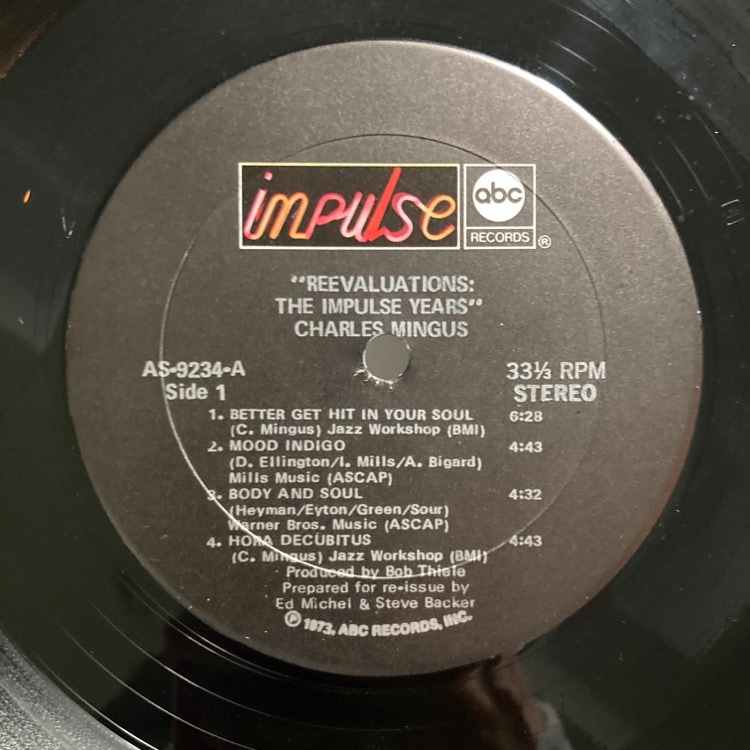 impulse
abc
RECORDS ®
"REEVALUATIONS:
THE IMPULSE YEARS"
CHARLES MINGUS
AS-9234-A
Side 1
33⅓ RPM
STEREO
1. BETTER GET HIT IN YOUR SOUL 6:28
(C. Mingus) Jazz Workshop (BMI)
2. MOOD INDIGO 4:43
(D. Ellington/I. Mills/A. Bigard)
Mills Music (ASCAP)
3. BODY AND SOUL 4:32
(Heyman/Eyton/Green/Sour)
Warner Bros. Music (ASCAP)
4. HORA DECUBITUS 4:43
(C. Mingus) Jazz Workshop (BMI)
Produced by Bob Thiele
Prepared for re-issue by
Ed Michel & Steve Backer
℗ 1973, ABC RECORDS, INC.